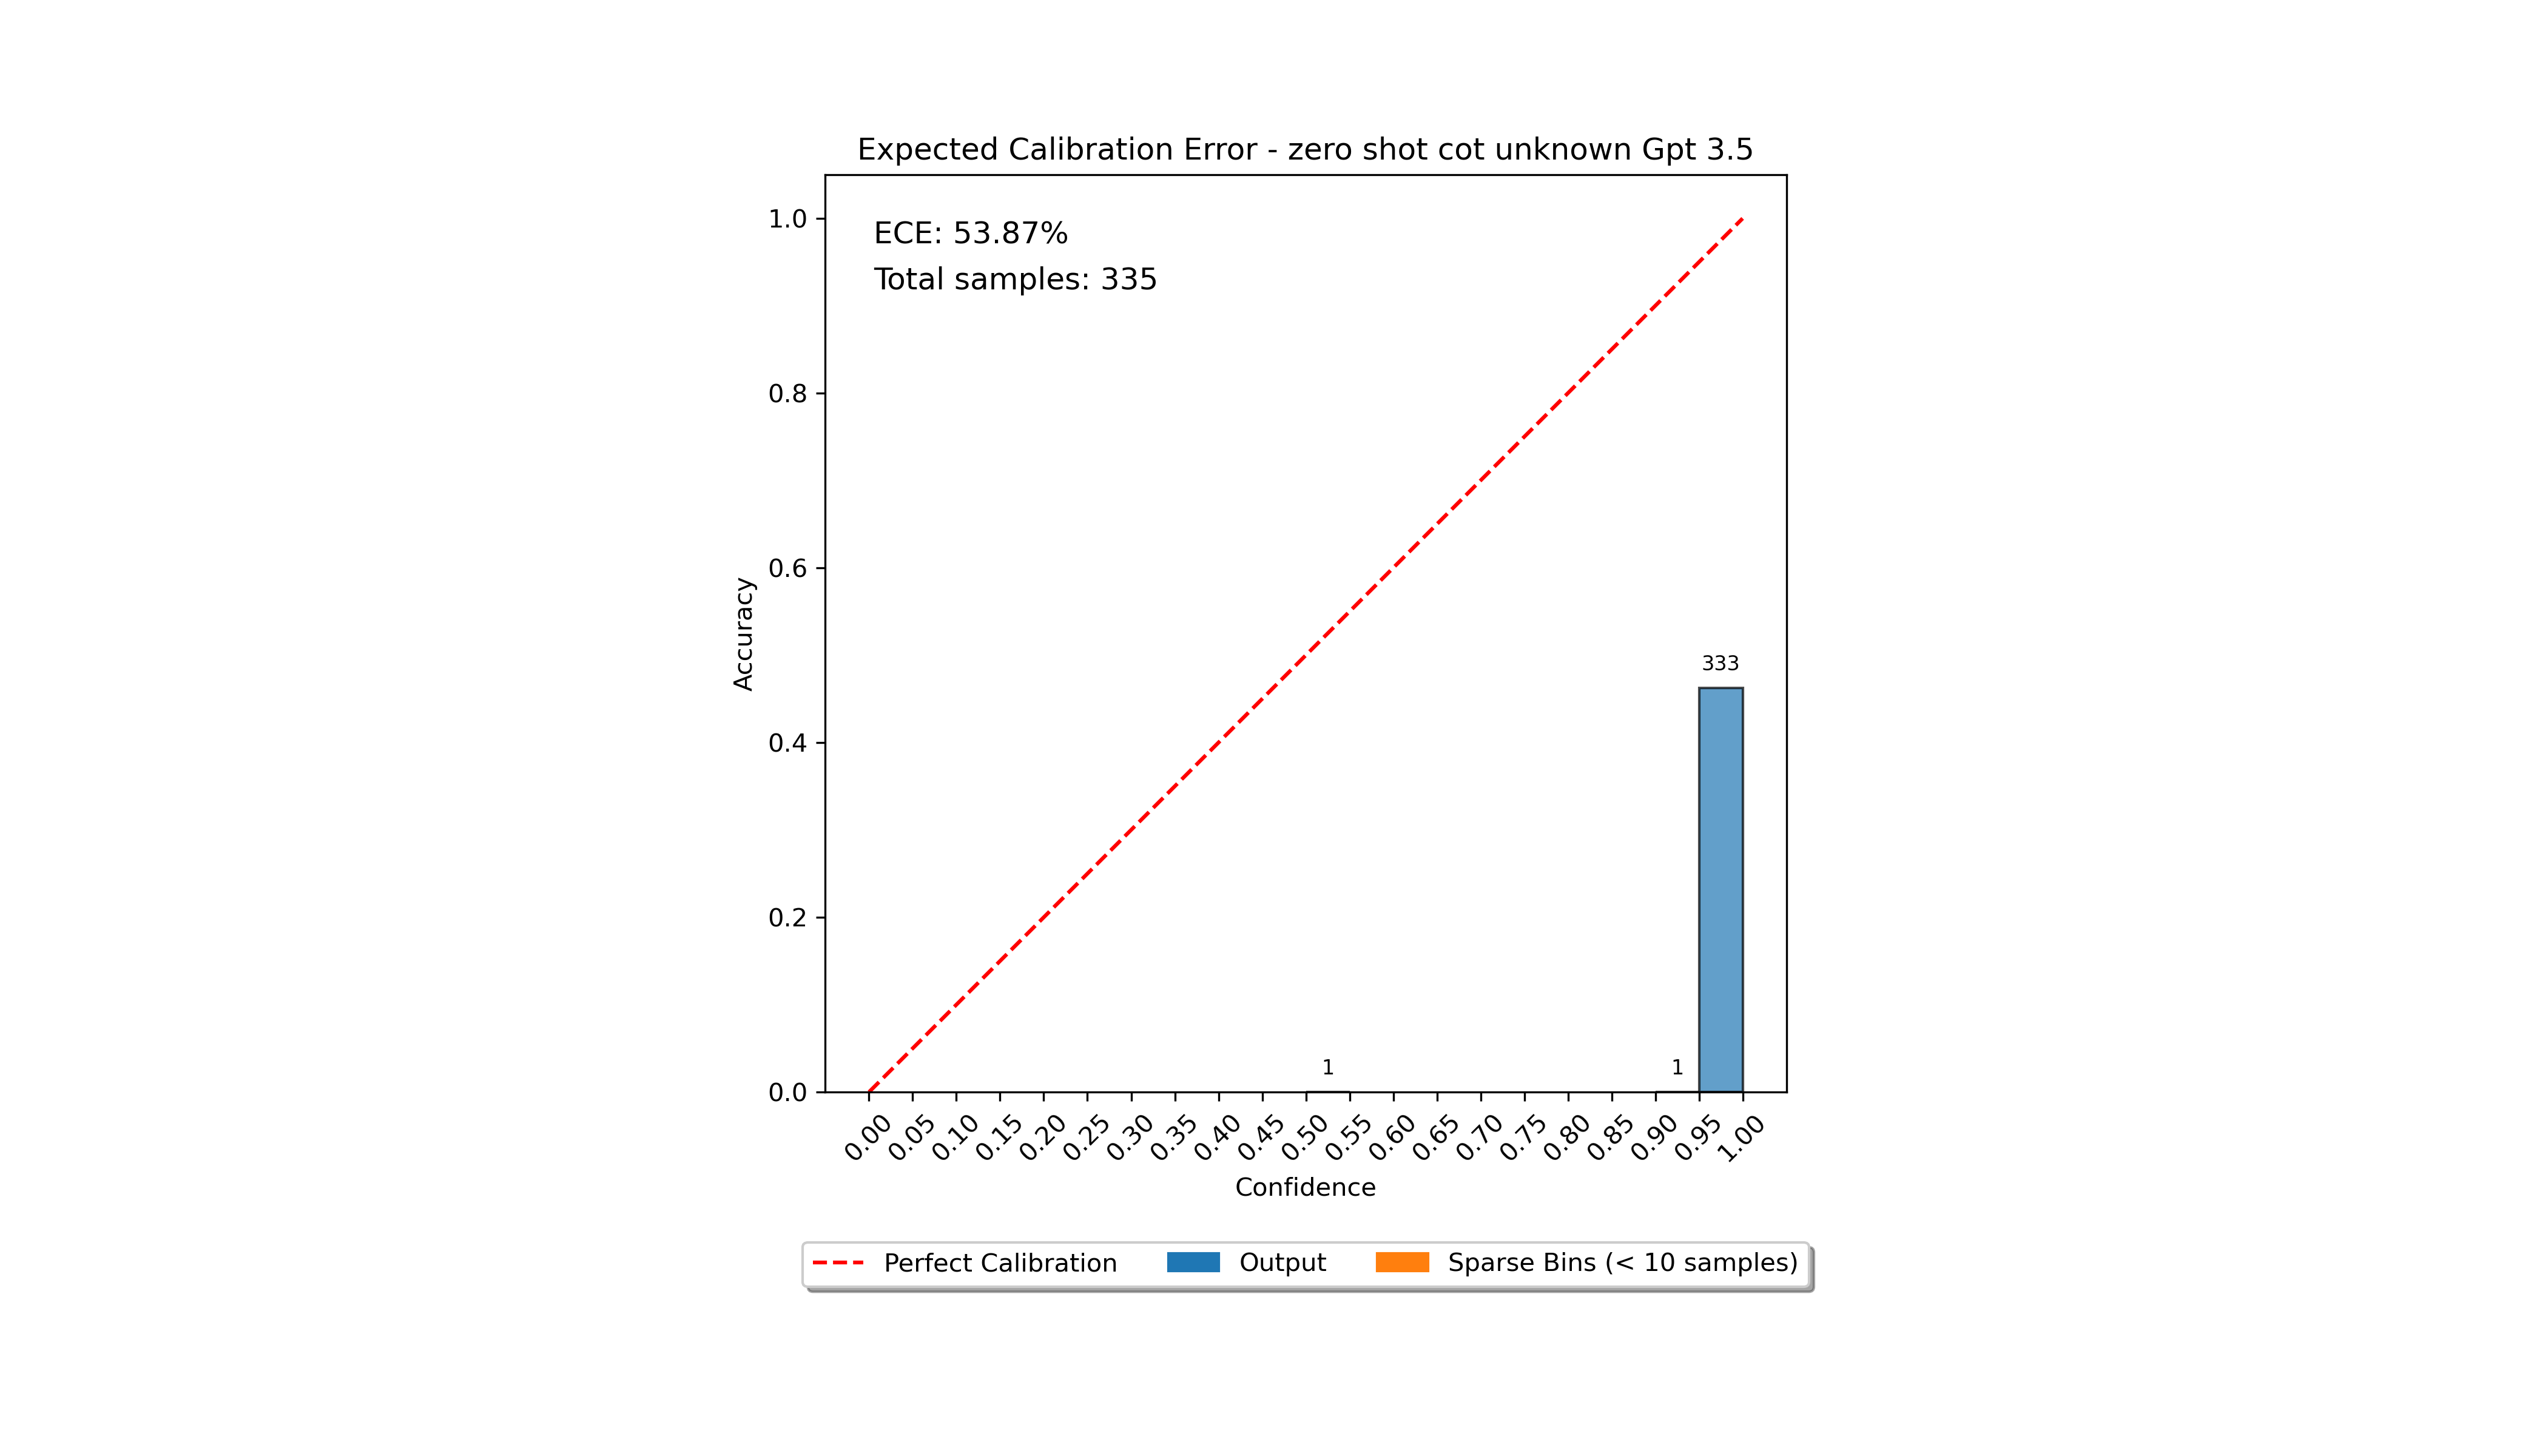 Expected Calibration Error - zero shot cot unknown Gpt 3.5
ECE: 53.87%
Total samples: 335
1.0
0.8
0.6
0.4
0.2
0.0
Accuracy
333
1
1
0.00 0.05 0.10 0.15 0.20 0.25 0.30 0.35 0.40 0.45 0.50 0.55 0.60 0.65 0.70 0.75 0.80 0.85 0.90 0.95 1.00
Confidence
Perfect Calibration Output Sparse Bins (< 10 samples)